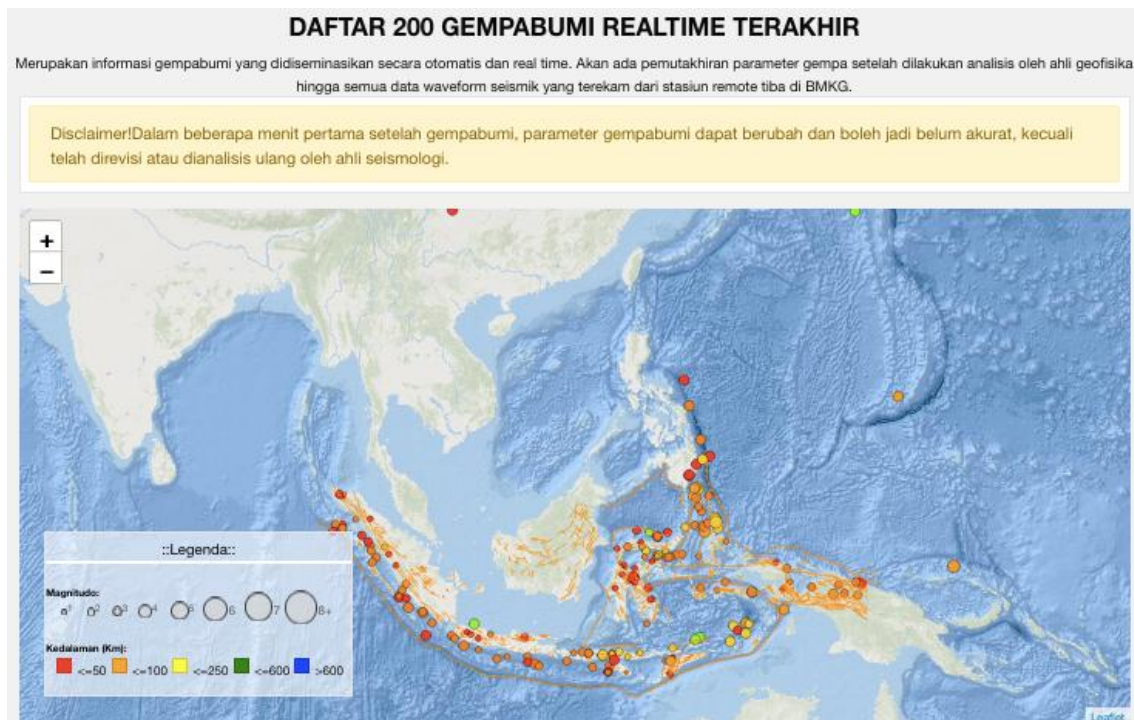 DAFTAR 200 GEMPABUMI REALTIME TERAKHIR
Merupakan informasi gempabumi yang didiseminasikan secara otomatis dan real time. Akan ada pemutakhiran parameter gempa setelah dilakukan analisis oleh ahli geofisika
hingga semua data waveform seismik yang terekam dari stasiun remote tiba di BMKG.
Disclaimer!Dalam beberapa menit pertama setelah gempabumi, parameter gempabumi dapat berubah dan boleh jadi belum akurat, kecuali
telah direvisi atau dianalisis ulang oleh ahli seismologi.
+
−
::Legenda::
Magnitudo:
1 2 3 4 5 6 7 8+
Kedalaman (Km):
<=50 <=100 <=250 <=600 >600
Leaflet